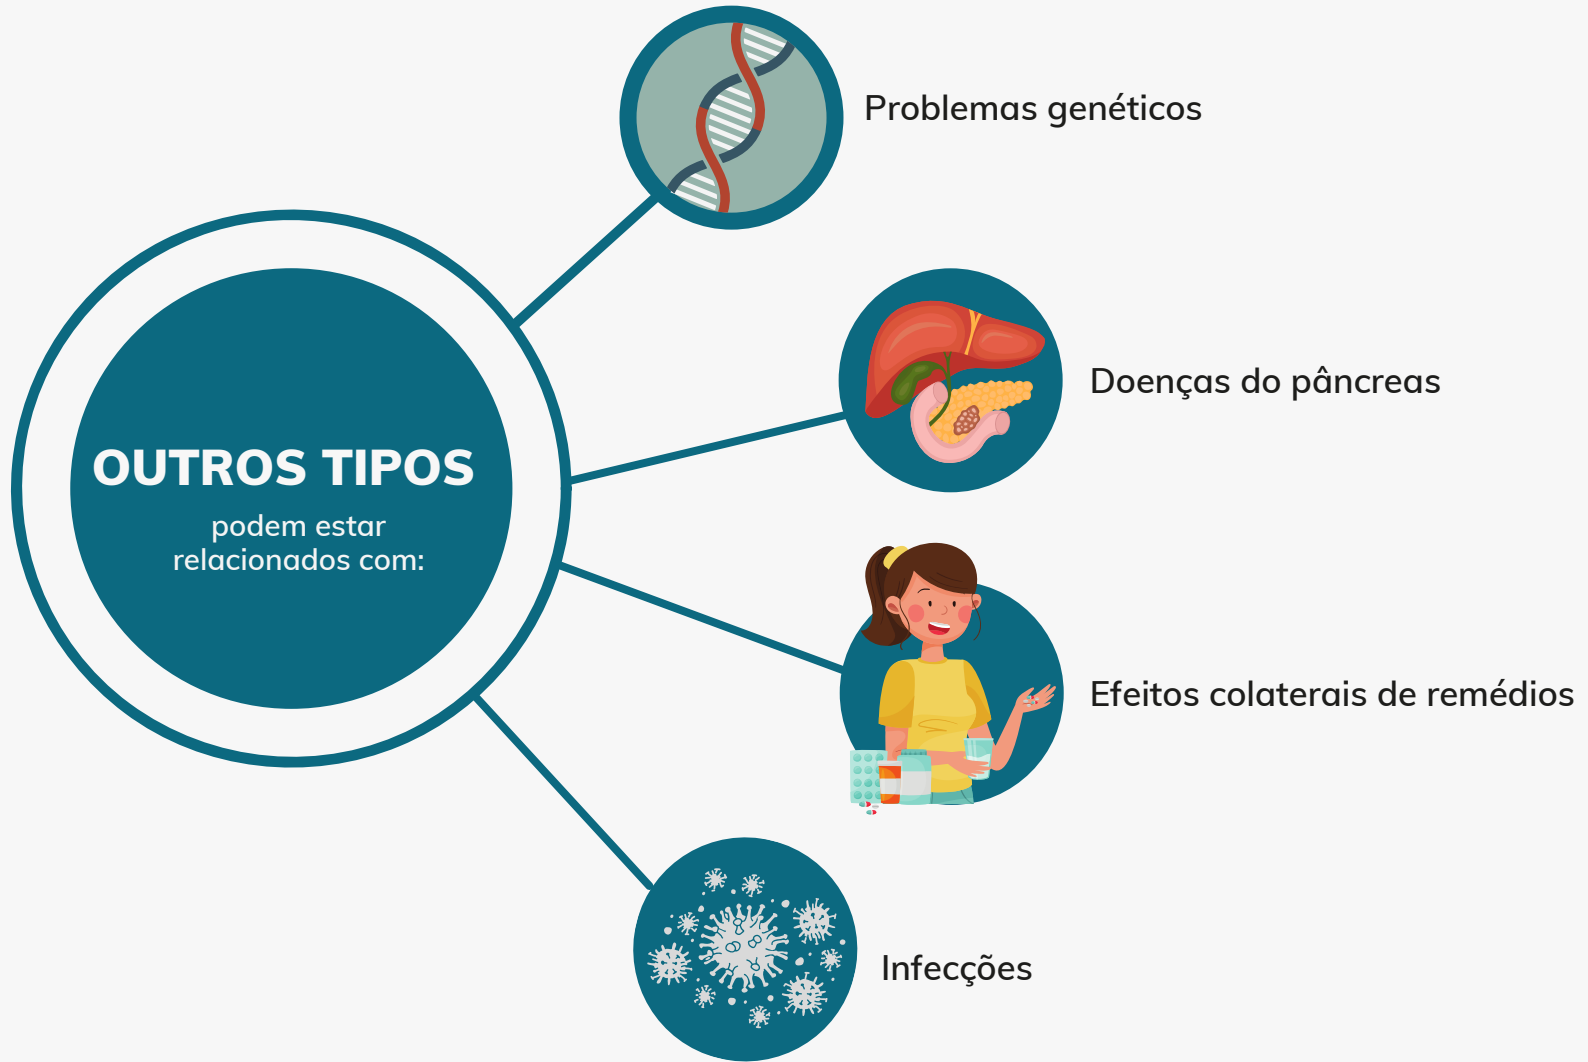 Problemas genéticos
Doenças do pâncreas
OUTROS TIPOS
podem estar
relacionados com:
Efeitos colaterais de remédios
Infecções